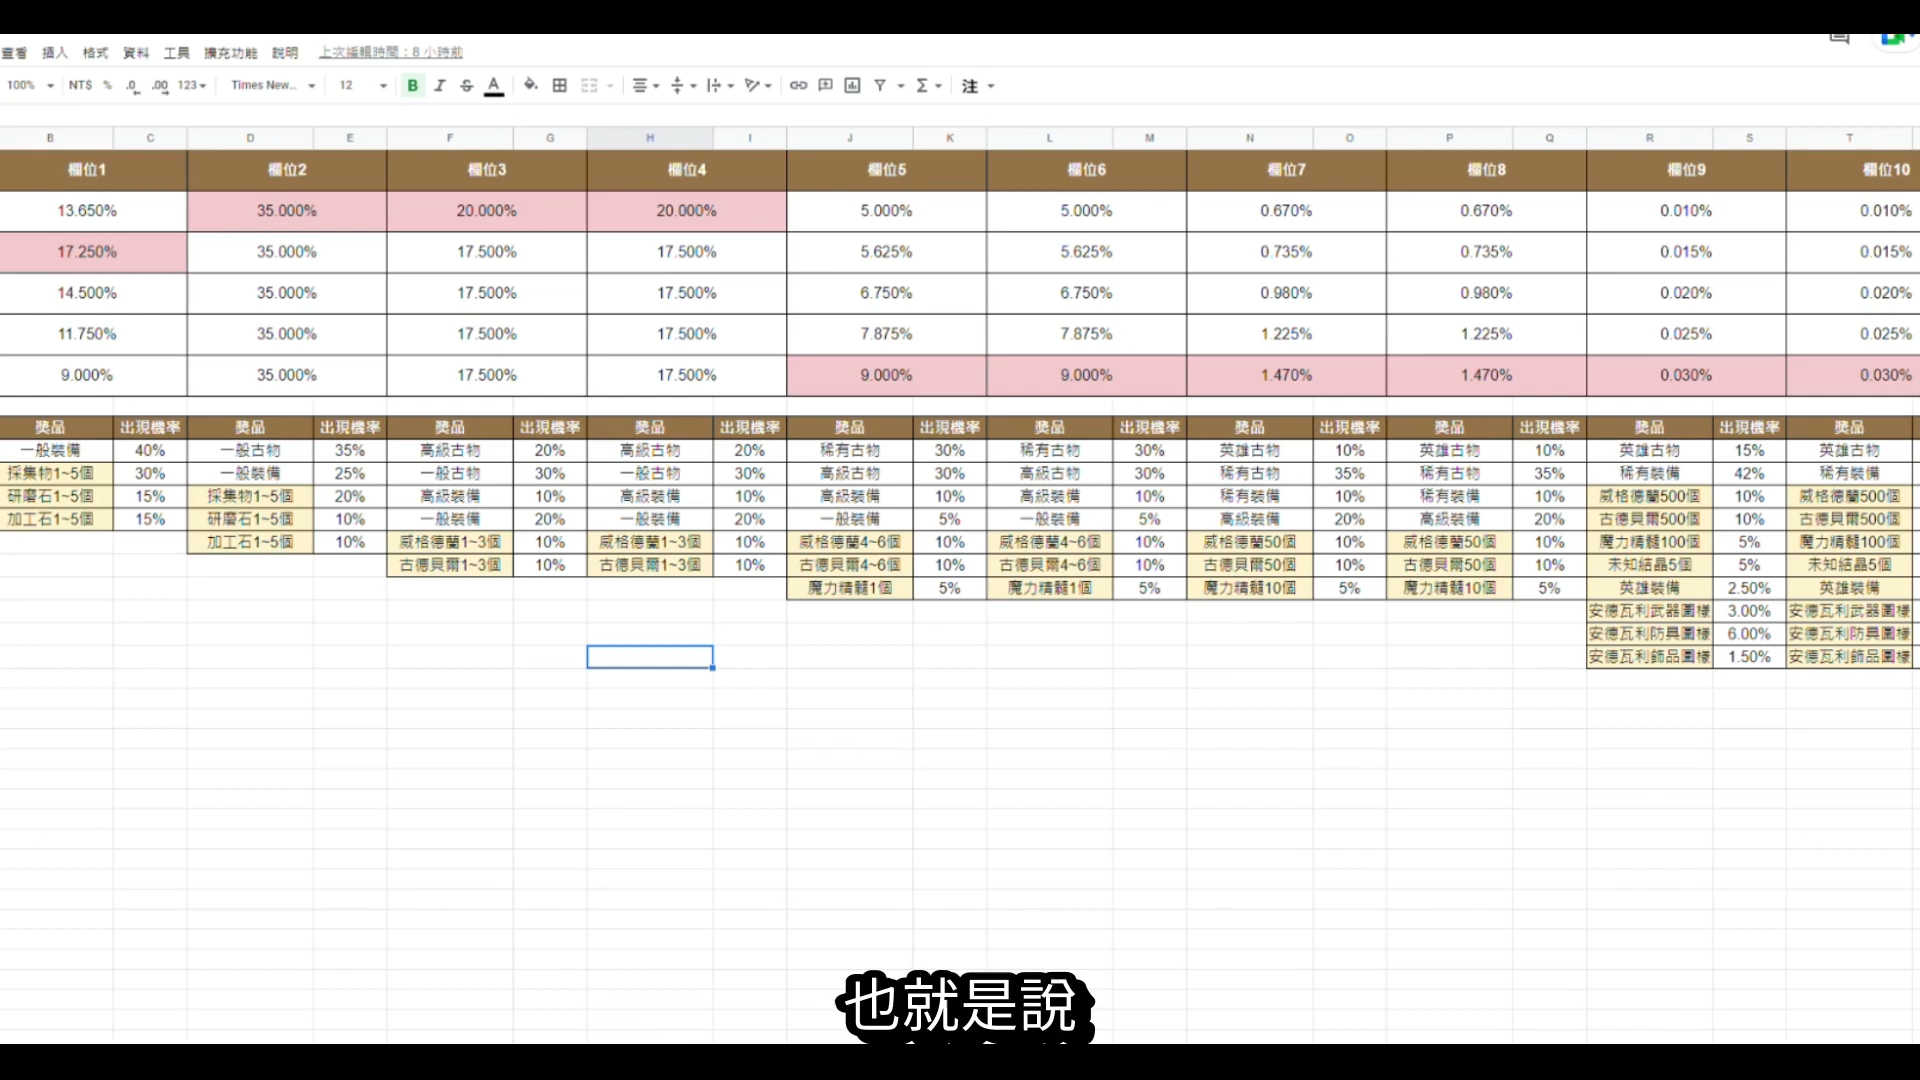 查看 插入 格式 資料 工具 擴充功能 說明 上次編輯時間：8 小時前
100% NT$ % .0 .00 123 Times New... 12 B I S A 注
B C D E F G H I J K L M N O P Q R S T
欄位1 欄位2 欄位3 欄位4 欄位5 欄位6 欄位7 欄位8 欄位9 欄位10
13.650% 35.000% 20.000% 20.000% 5.000% 5.000% 0.670% 0.670% 0.010% 0.010%
17.250% 35.000% 17.500% 17.500% 5.625% 5.625% 0.735% 0.735% 0.015% 0.015%
14.500% 35.000% 17.500% 17.500% 6.750% 6.750% 0.980% 0.980% 0.020% 0.020%
11.750% 35.000% 17.500% 17.500% 7.875% 7.875% 1.225% 1.225% 0.025% 0.025%
9.000% 35.000% 17.500% 17.500% 9.000% 9.000% 1.470% 1.470% 0.030% 0.030%
獎品 出現機率 獎品 出現機率 獎品 出現機率 獎品 出現機率 獎品 出現機率 獎品 出現機率 獎品 出現機率 獎品 出現機率 獎品 出現機率 獎品
一般裝備 40% 一般古物 35% 高級古物 20% 高級古物 20% 稀有古物 30% 稀有古物 30% 英雄古物 10% 英雄古物 10% 英雄古物 15% 英雄古物
採集物1~5個 30% 一般裝備 25% 一般古物 30% 一般古物 30% 高級古物 30% 高級古物 30% 稀有古物 35% 稀有古物 35% 稀有裝備 42% 稀有裝備
研磨石1~5個 15% 採集物1~5個 20% 高級裝備 10% 高級裝備 10% 高級裝備 10% 高級裝備 10% 稀有裝備 10% 稀有裝備 10% 威格德蘭500個 10% 威格德蘭500個
加工石1~5個 15% 研磨石1~5個 10% 一般裝備 20% 一般裝備 20% 一般裝備 5% 一般裝備 5% 高級裝備 20% 高級裝備 20% 古德貝爾500個 10% 古德貝爾500個
加工石1~5個 10% 威格德蘭1~3個 10% 威格德蘭1~3個 10% 威格德蘭4~6個 10% 威格德蘭4~6個 10% 威格德蘭50個 10% 威格德蘭50個 10% 魔力精髓100個 5% 魔力精髓100個
古德貝爾1~3個 10% 古德貝爾1~3個 10% 古德貝爾4~6個 10% 古德貝爾4~6個 10% 古德貝爾50個 10% 古德貝爾50個 10% 未知結晶5個 5% 未知結晶5個
魔力精髓1個 5% 魔力精髓1個 5% 魔力精髓10個 5% 魔力精髓10個 5% 英雄裝備 2.50% 英雄裝備
安德瓦利武器圖樣 3.00% 安德瓦利武器圖樣
安德瓦利防具圖樣 6.00% 安德瓦利防具圖樣
安德瓦利飾品圖樣 1.50% 安德瓦利飾品圖樣
也就是說